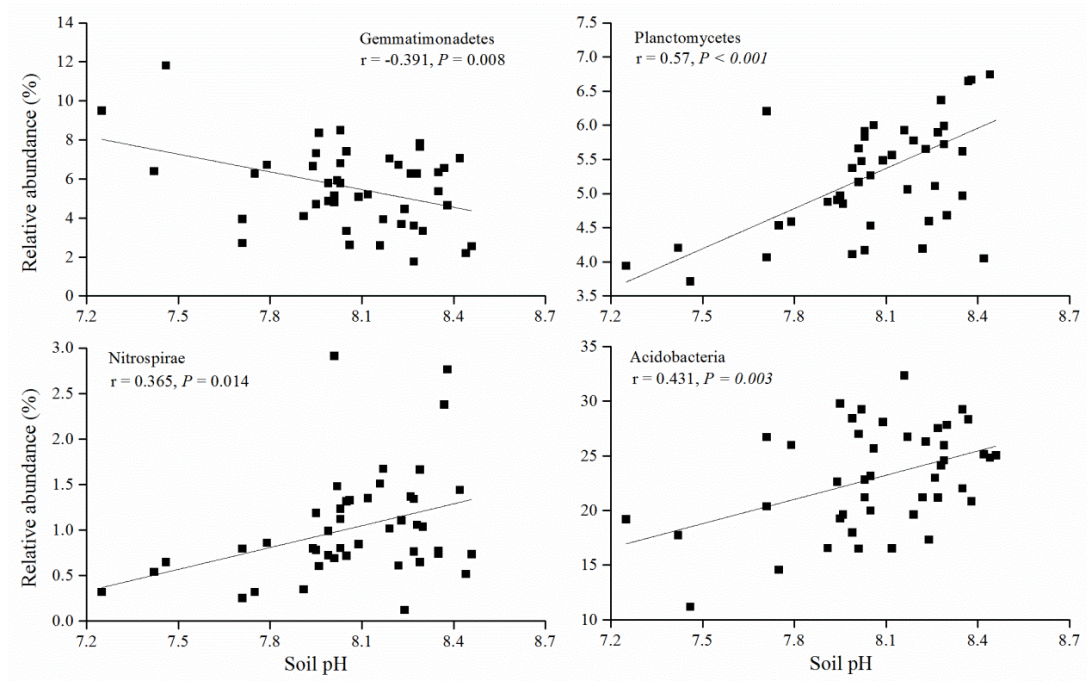 Gemmatimonadetes
r = -0.391, P = 0.008
Relative abundance (%)
14
12
10
8
6
4
2
0
7.2 7.5 7.8 8.1 8.4 8.7
Planctomycetes
r = 0.57, P < 0.001
7.5
7.0
6.5
6.0
5.5
5.0
4.5
4.0
3.5
7.2 7.5 7.8 8.1 8.4 8.7
Nitrospirae
r = 0.365, P = 0.014
Relative abundance (%)
3.0
2.5
2.0
1.5
1.0
0.5
0.0
7.2 7.5 7.8 8.1 8.4 8.7
Soil pH
Acidobacteria
r = 0.431, P = 0.003
35
30
25
20
15
10
7.2 7.5 7.8 8.1 8.4 8.7
Soil pH